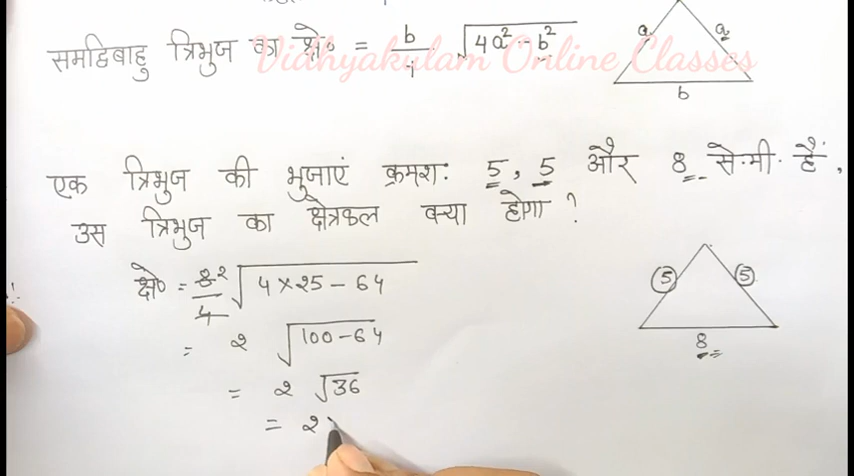 समद्विबाहु त्रिभुज का क्षे० = b/4 √4a² - b²
a a
b
Vidhyakulam Online Classes
एक त्रिभुज की भुजाएं क्रमशः 5, 5 और 8 से.मी. हैं,
उस त्रिभुज का क्षेत्रफल क्या होगा ?
क्षे० = 8²/4 √4×25 - 64
= 2 √100-64
= 2 √36
= 2
5 5
8